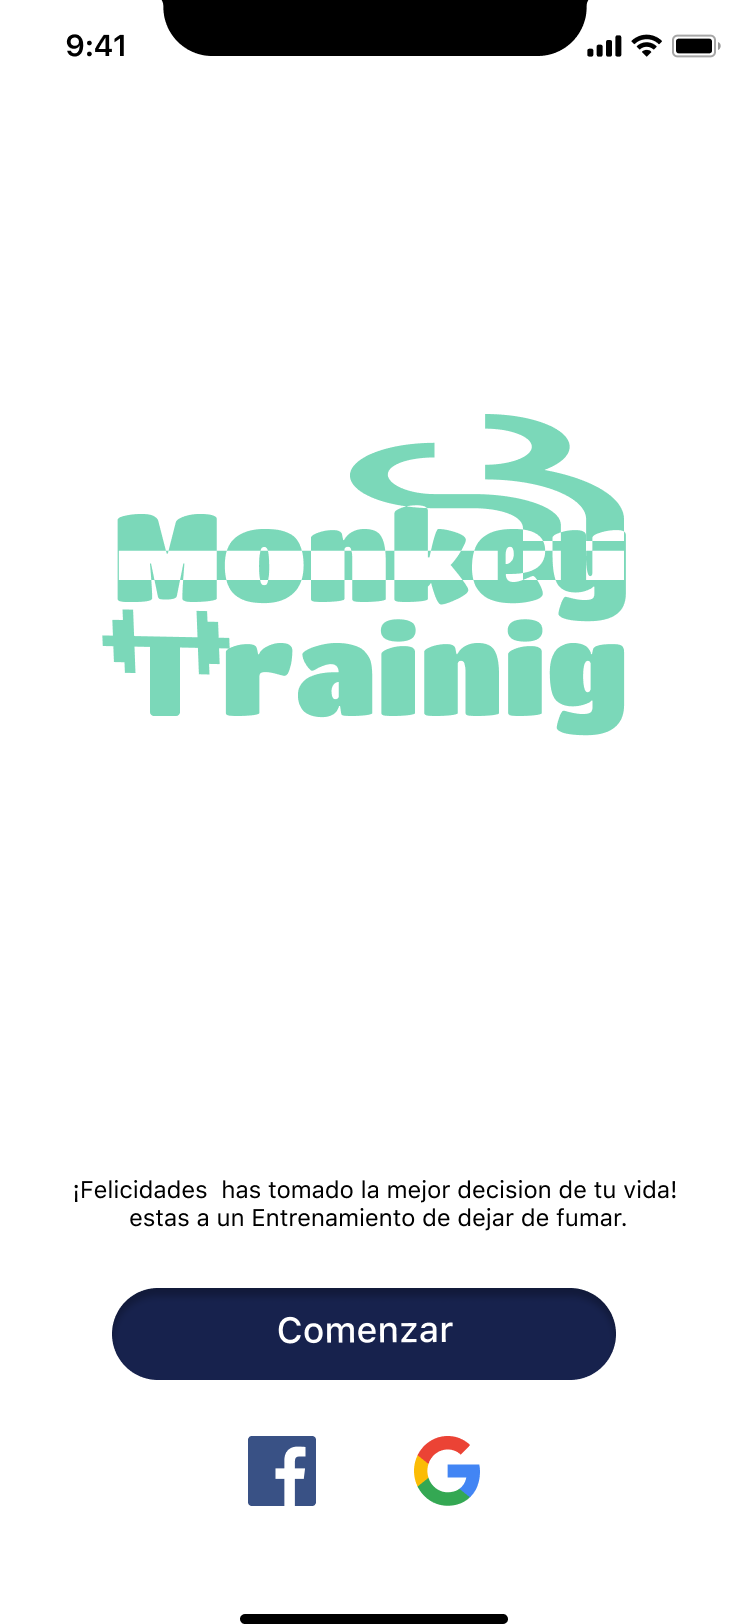 9:41
Monkey
Trainig
¡Felicidades  has tomado la mejor decision de tu vida!
estas a un Entrenamiento de dejar de fumar.
Comenzar